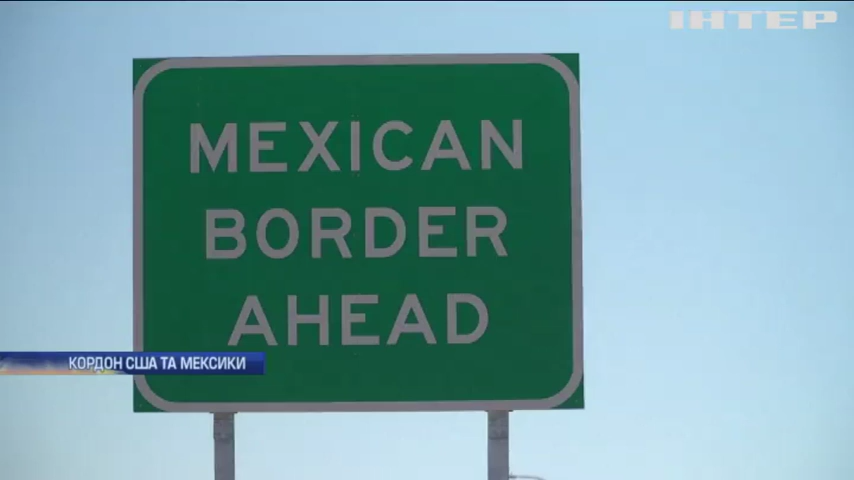 ІНТЕР
MEXICAN
BORDER
AHEAD
КОРДОН США ТА МЕКСИКИ